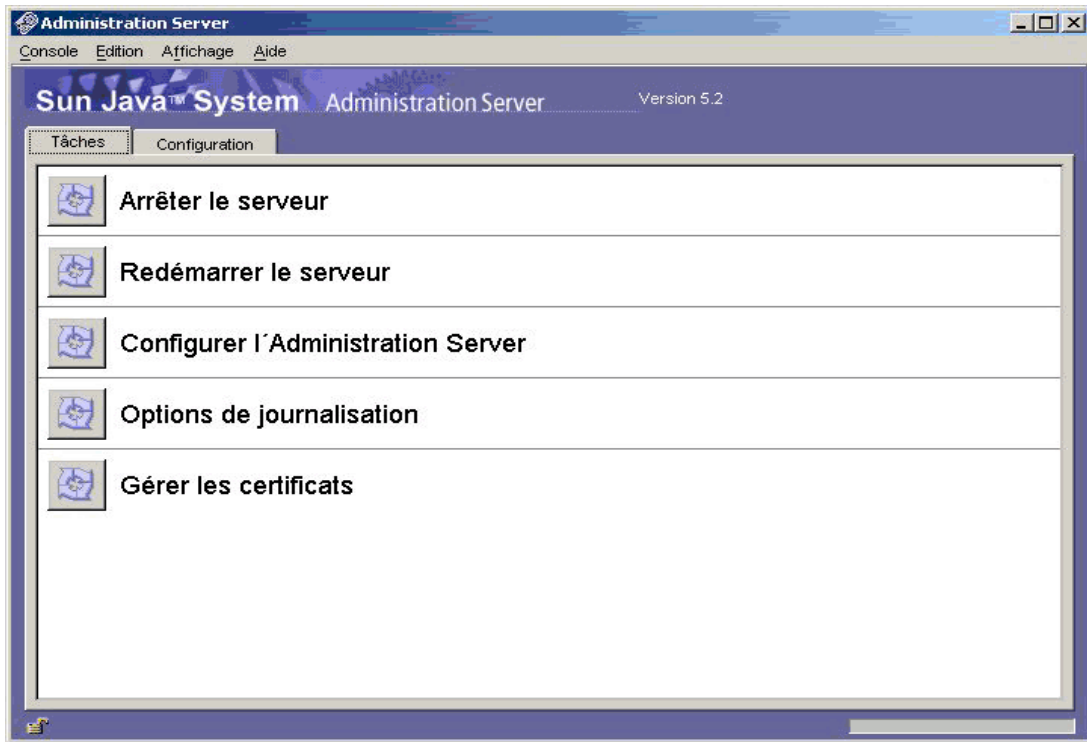 Administration Server
Console Edition Affichage Aide
Sun Java™ System Administration Server Version 5.2
Tâches Configuration
Arrêter le serveur
Redémarrer le serveur
Configurer l´Administration Server
Options de journalisation
Gérer les certificats